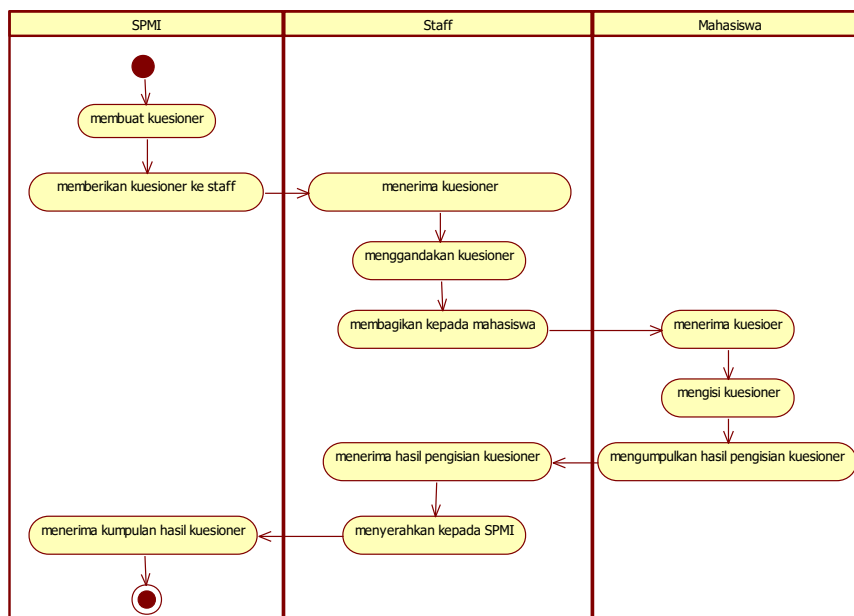 SPMI
Staff
Mahasiswa
membuat kuesioner
memberikan kuesioner ke staff
menerima kuesioner
menggandakan kuesioner
membagikan kepada mahasiswa
menerima kuesioer
mengisi kuesioner
mengumpulkan hasil pengisian kuesioner
menerima hasil pengisian kuesioner
menyerahkan kepada SPMI
menerima kumpulan hasil kuesioner